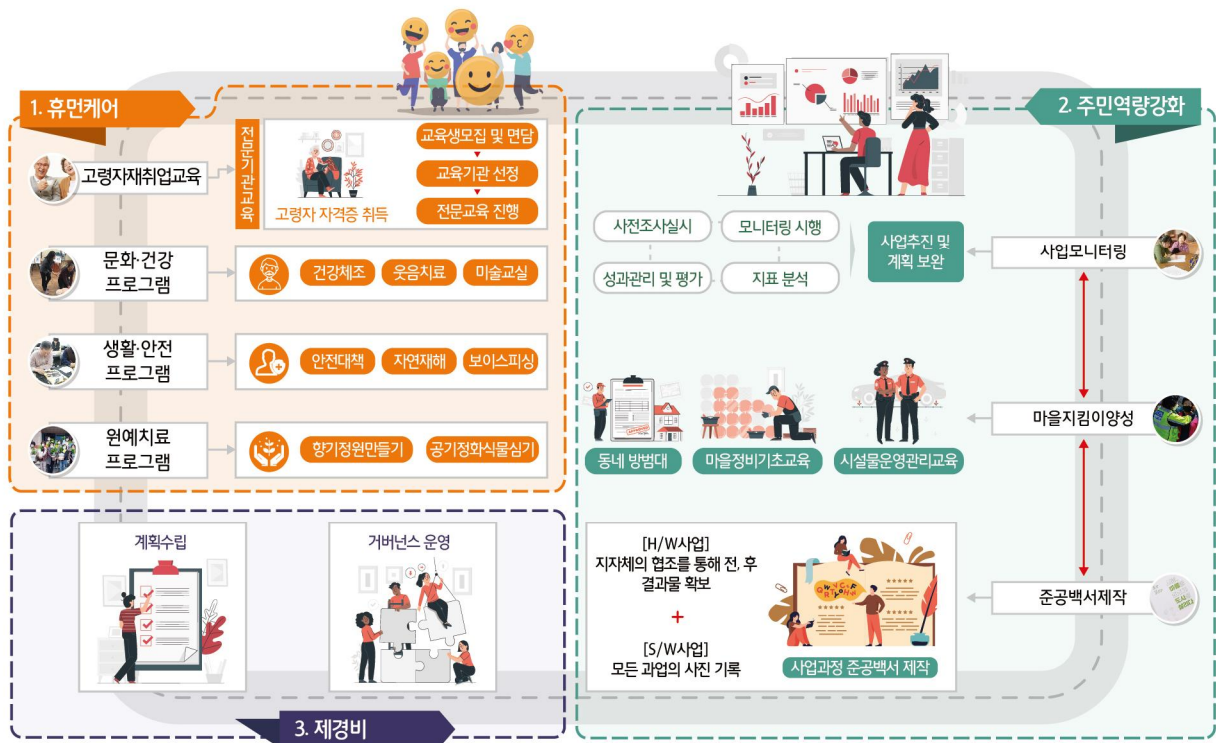 1. 휴먼케어
고령자재취업교육
전문기관교육
고령자 자격증 취득
교육생모집 및 면담
교육기관 선정
전문교육 진행
문화·건강
프로그램
건강체조
웃음치료
미술교실
생활·안전
프로그램
안전대책
자연재해
보이스피싱
원예치료
프로그램
향기정원만들기
공기정화식물심기
2. 주민역량강화
사전조사실시
모니터링 시행
성과관리 및 평가
지표 분석
사업추진 및
계획 보완
사업모니터링
동네 방범대
마을정비기초교육
시설물운영관리교육
마을지킴이양성
[H/W사업]
지자체의 협조를 통해 전, 후
결과물 확보
+
[S/W사업]
모든 과업의 사진 기록
사업과정 준공백서 제작
준공백서제작
계획수립
거버넌스 운영
3. 제경비